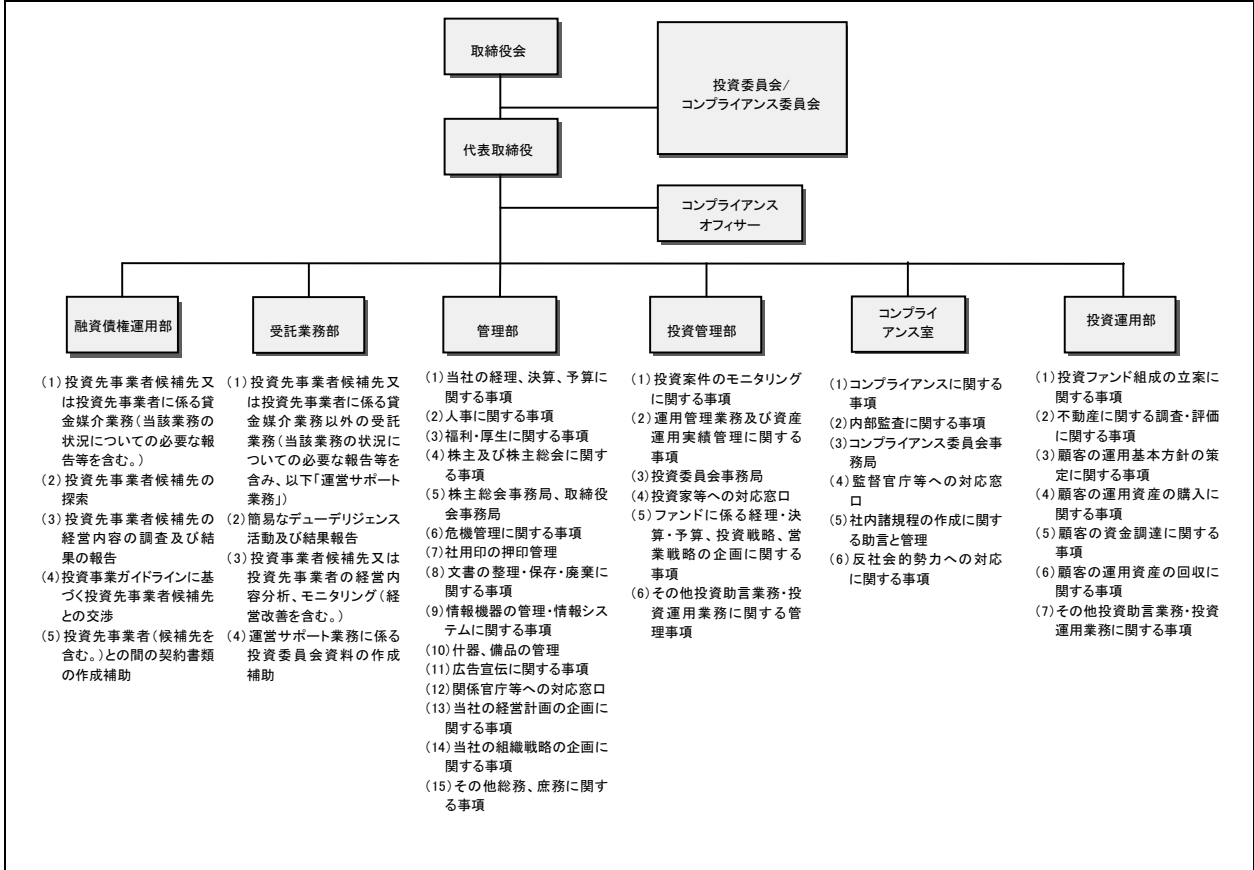 取締役会
投資委員会/
コンプライアンス委員会
代表取締役
コンプライアンス
オフィサー
融資債権運用部
(1)投資先事業者候補先又
は投資先事業者に係る貸
金媒介業務(当該業務の
状況についての必要な報
告等を含む。)
(2)投資先事業者候補先の
探索
(3)投資先事業者候補先の
経営内容の調査及び結
果の報告
(4)投資事業ガイドラインに基
づく投資先事業者候補先
との交渉
(5)投資先事業者(候補先を
含む。)との間の契約書類
の作成補助
受託業務部
(1)投資先事業者候補先又
は投資先事業者に係る貸
金媒介業務以外の受託
業務(当該業務の状況に
ついての必要な報告等を
含み、以下「運営サポート
業務」)
(2)簡易なデューデリジェンス
活動及び結果報告
(3)投資事業者候補先又は
投資先事業者の経営内
容分析、モニタリング(経
営改善を含む。)
(4)運営サポート業務に係る
投資委員会資料の作成
補助
管理部
(1)当社の経理、決算、予算に
関する事項
(2)人事に関する事項
(3)福利・厚生に関する事項
(4)株主及び株主総会に関す
る事項
(5)株主総会事務局、取締役
会事務局
(6)危機管理に関する事項
(7)社用印の押印管理
(8)文書の整理・保存・廃棄に
関する事項
(9)情報機器の管理・情報シス
テムに関する事項
(10)什器、備品の管理
(11)広告宣伝に関する事項
(12)関係官庁等への対応窓口
(13)当社の経営計画の企画に
関する事項
(14)当社の組織戦略の企画に
関する事項
(15)その他総務、庶務に関す
る事項
投資管理部
(1)投資案件のモニタリング
に関する事項
(2)運用管理業務及び資産
運用実績管理に関する
事項
(3)投資委員会事務局
(4)投資家等への対応窓口
(5)ファンドに係る経理・決
算・予算、投資戦略、営
業戦略の企画に関する
事項
(6)その他投資助言業務・投
資運用業務に関する管
理事項
コンプライ
アンス室
(1)コンプライアンスに関する
事項
(2)内部監査に関する事項
(3)コンプライアンス委員会事
務局
(4)監督官庁等への対応窓
口
(5)社内諸規程の作成に関す
る助言と管理
(6)反社会的勢力への対応
に関する事項
投資運用部
(1)投資ファンド組成の立案に
関する事項
(2)不動産に関する調査・評価
に関する事項
(3)顧客の運用基本方針の策
定に関する事項
(4)顧客の運用資産の購入に
関する事項
(5)顧客の資金調達に関する
事項
(6)顧客の運用資産の回収に
関する事項
(7)その他投資助言業務・投資
運用業務に関する事項